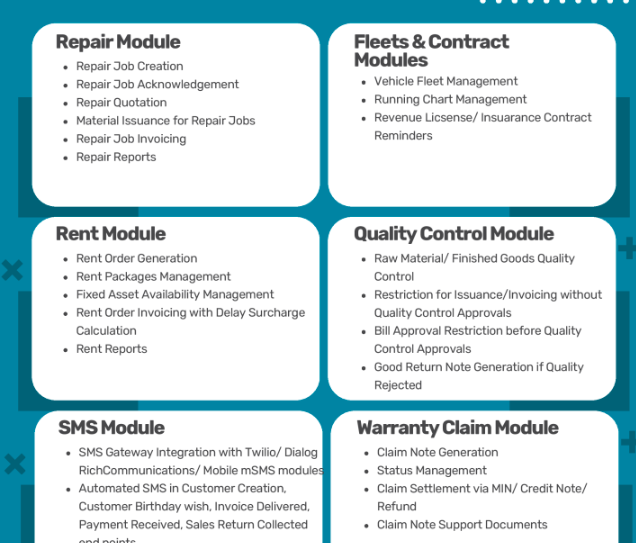 Repair Module
• Repair Job Creation
• Repair Job Acknowledgement
• Repair Quotation
• Material Issuance for Repair Jobs
• Repair Job Invoicing
• Repair Reports
Fleets & Contract
Modules
• Vehicle Fleet Management
• Running Chart Management
• Revenue Licsense/ Insuarance Contract
Reminders
Rent Module
• Rent Order Generation
• Rent Packages Management
• Fixed Asset Availability Management
• Rent Order Invoicing with Delay Surcharge
Calculation
• Rent Reports
Quality Control Module
• Raw Material/ Finished Goods Quality
Control
• Restriction for Issuance/Invoicing without
Quality Control Approvals
• Bill Approval Restriction before Quality
Control Approvals
• Good Return Note Generation if Quality
Rejected
SMS Module
• SMS Gateway Integration with Twilio/ Dialog
RichCommunications/ Mobile mSMS modules
• Automated SMS in Customer Creation,
Customer Birthday wish, Invoice Delivered,
Payment Received, Sales Return Collected
end points
Warranty Claim Module
• Claim Note Generation
• Status Management
• Claim Settlement via MIN/ Credit Note/
Refund
• Claim Note Support Documents